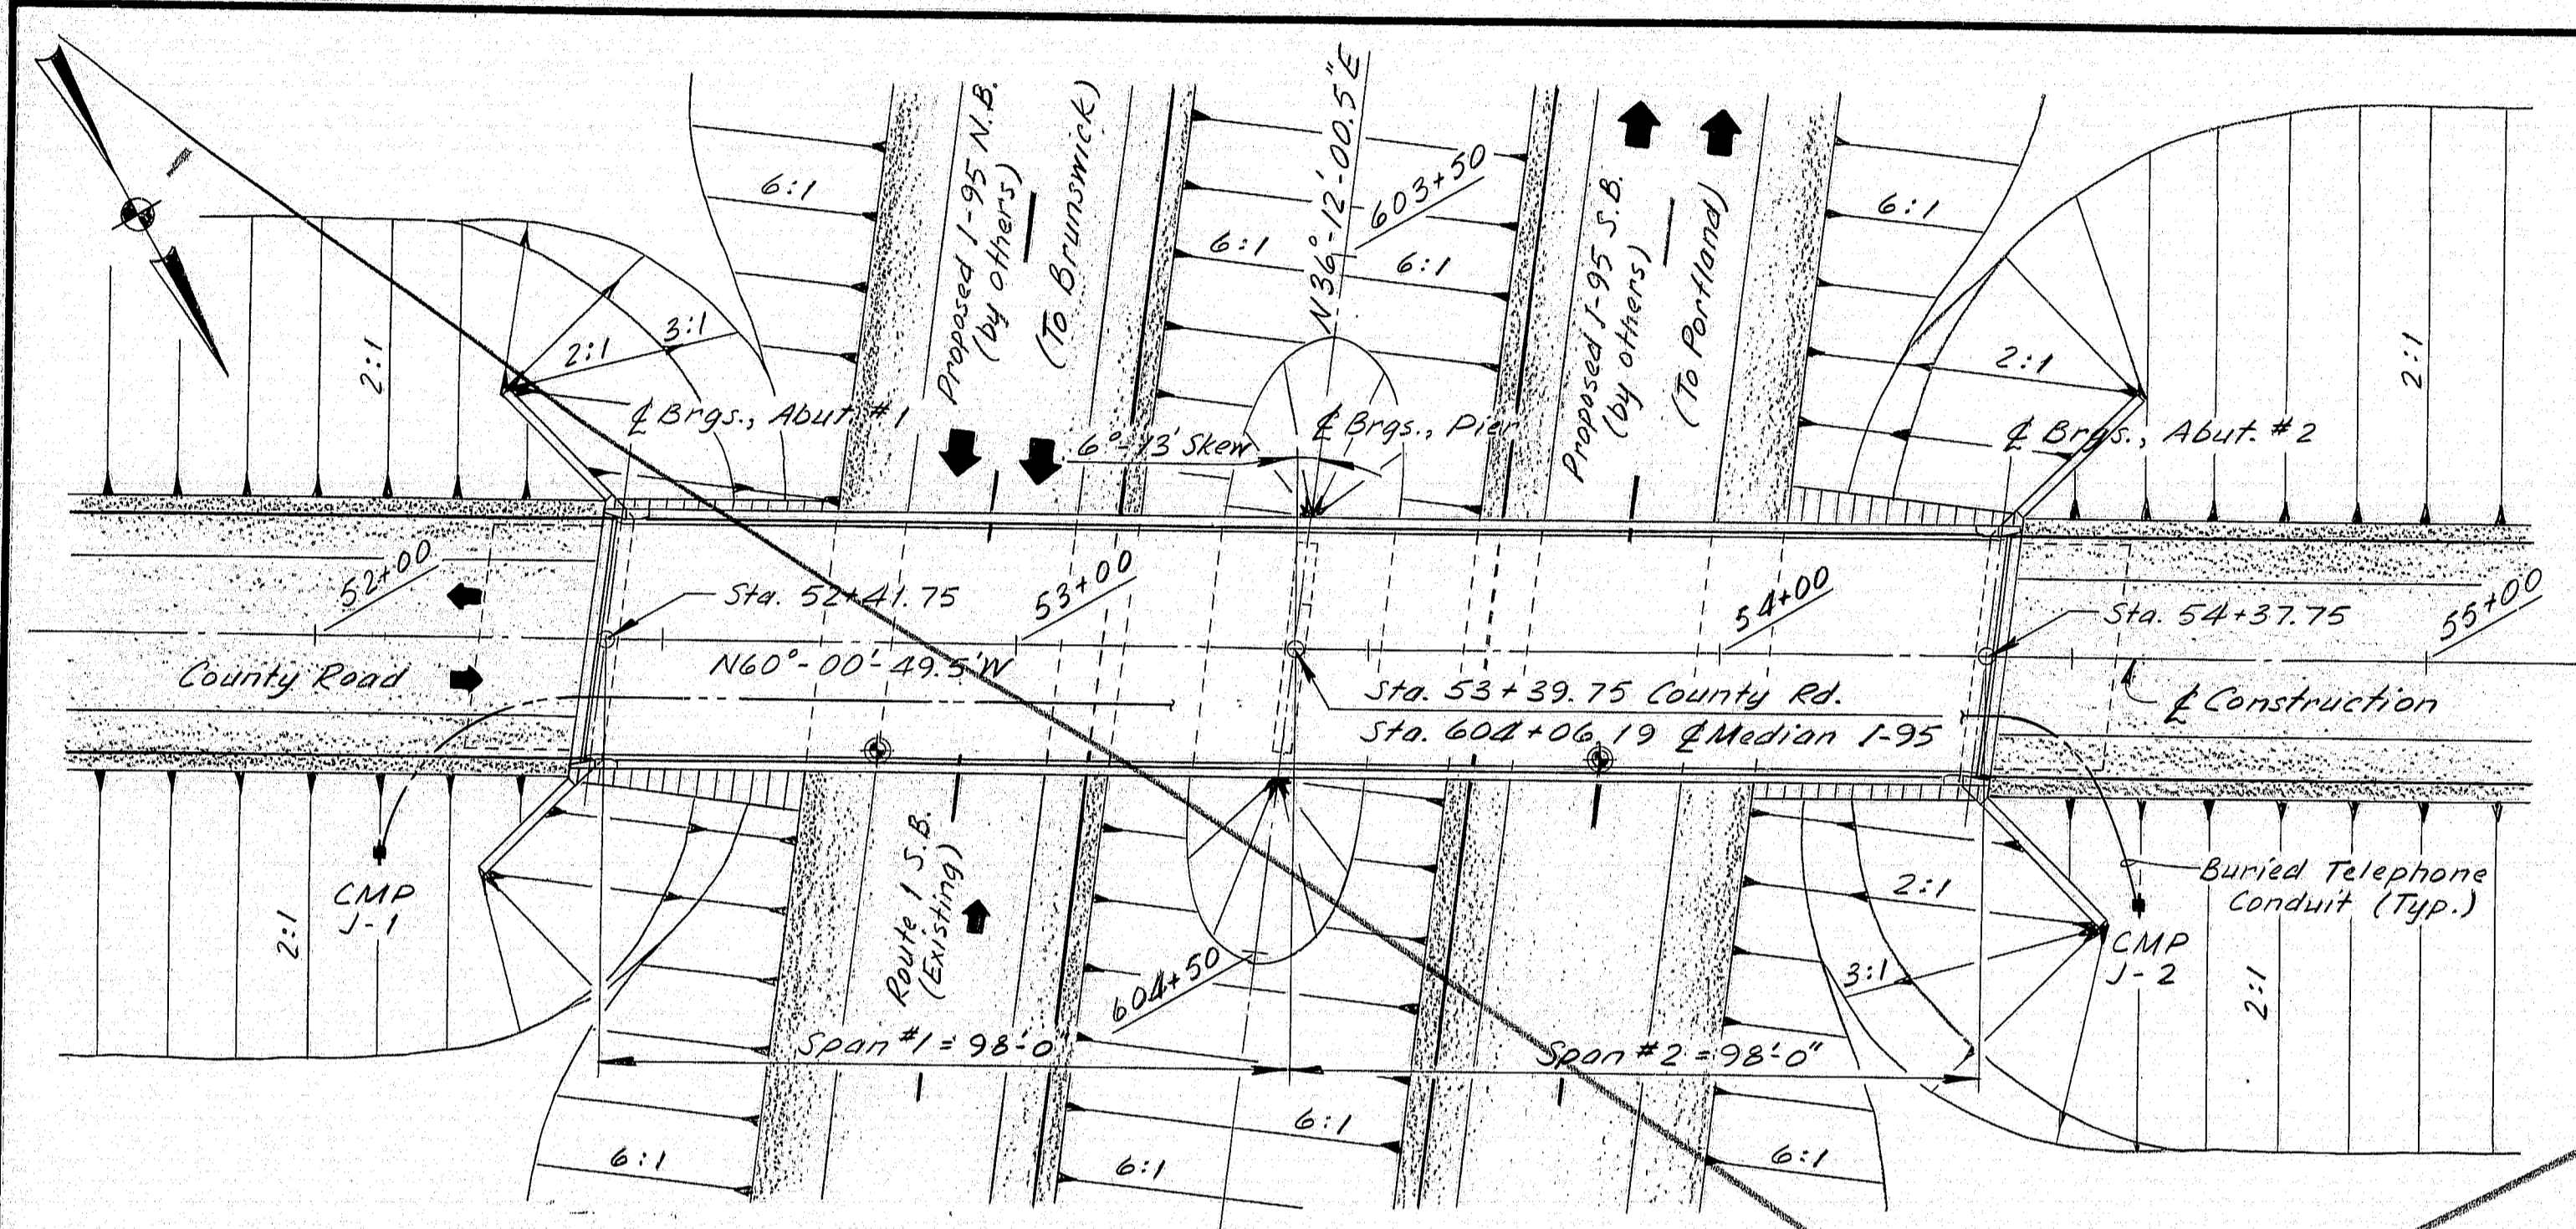 Proposed I-95 N.B.
(by others)
(To Brunswick)
N36°-12'-00.5"E
603+50
Proposed I-95 S.B.
(by others)
(To Portland)
6:1
6:1
6:1
6:1
2:1
2:1
3:1
2:1
2:1
₵ Brgs., Abut. #1
6°-13' Skew
₵ Brgs., Pier
₵ Brgs., Abut. #2
52+00
Sta. 52+41.75
53+00
54+00
Sta. 54+37.75
55+00
County Road
N60°-00'-49.5"W
Sta. 53+39.75 County Rd.
Sta. 604+06.19 ₵ Median I-95
₵ Construction
CMP
J-1
2:1
Route 1 S.B.
(Existing)
604+50
2:1
3:1
Buried Telephone
Conduit (Typ.)
CMP
J-2
2:1
Span #1 = 98'-0"
Span #2 = 98'-0"
6:1
6:1
6:1
6:1